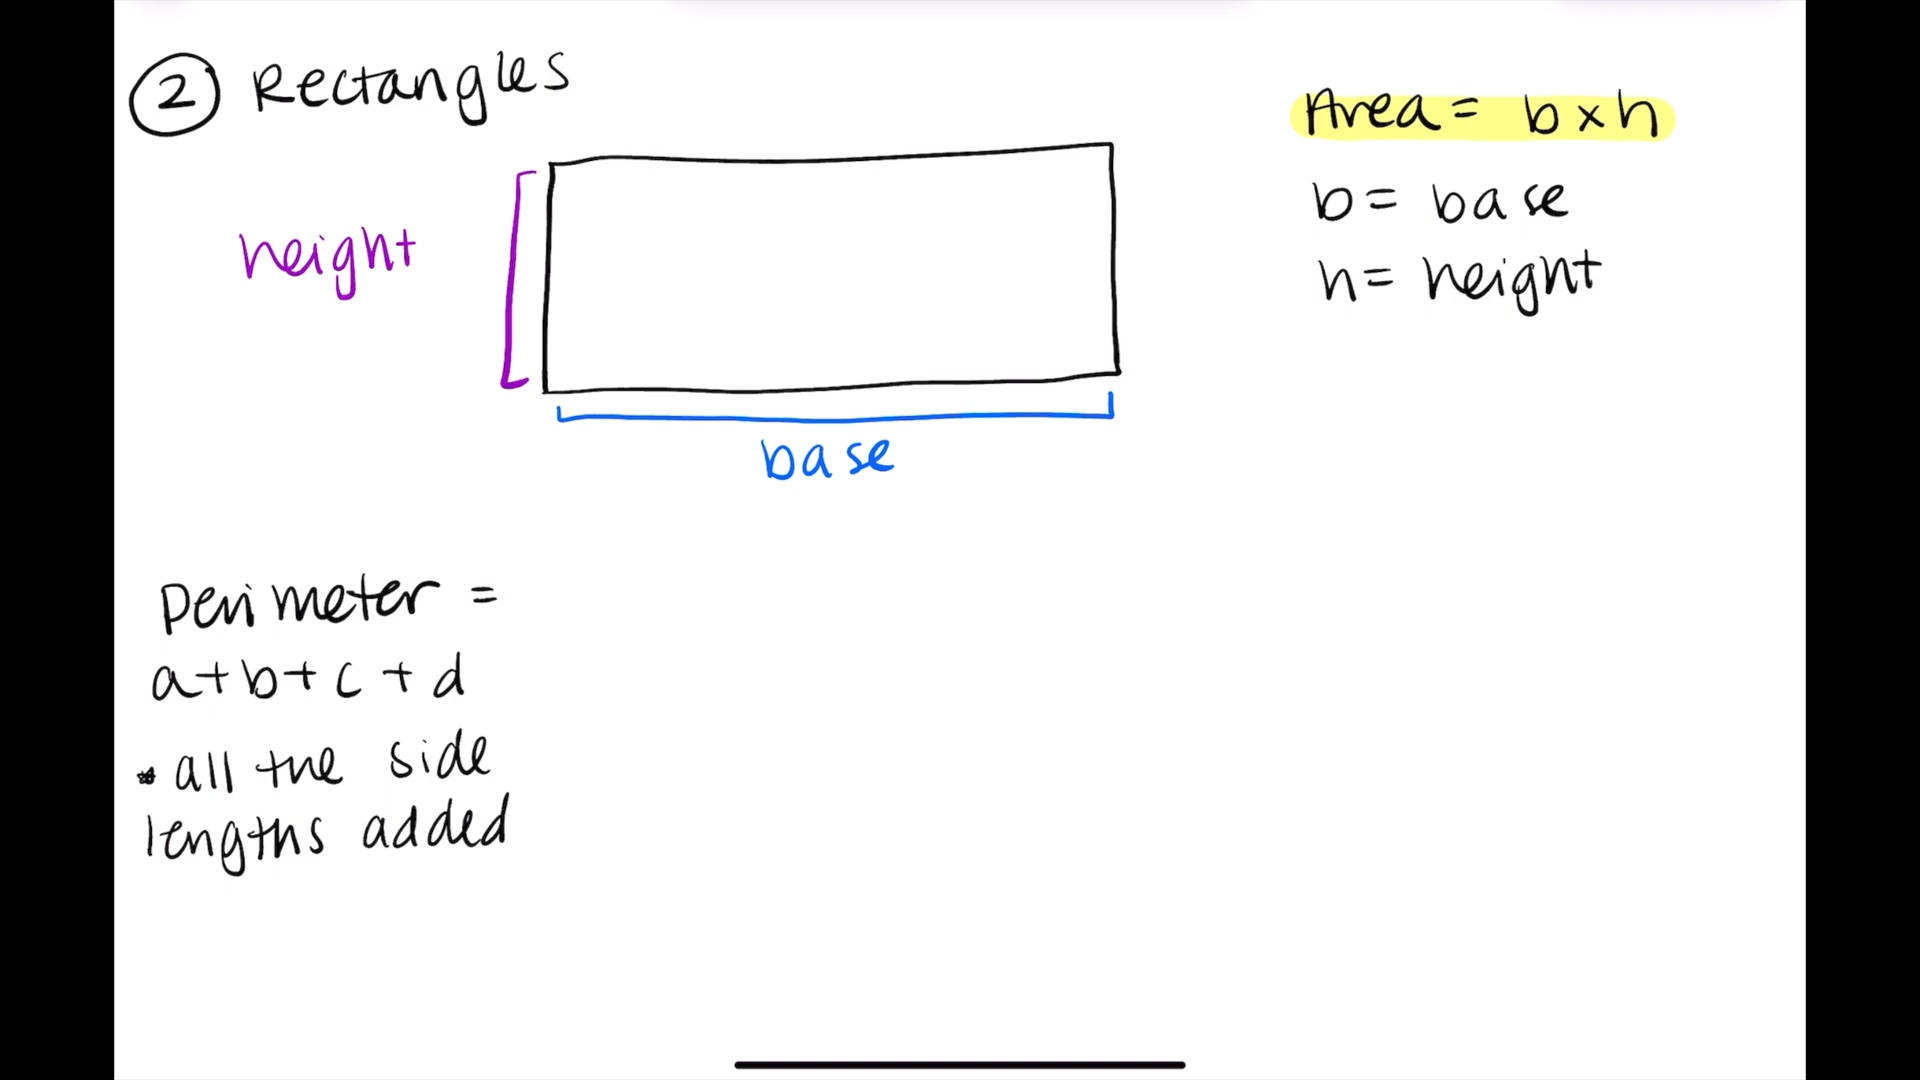 2 Rectangles
Area = b x h
b = base
h = height
height
base
Perimeter =
a + b + c + d
* all the side
lengths added